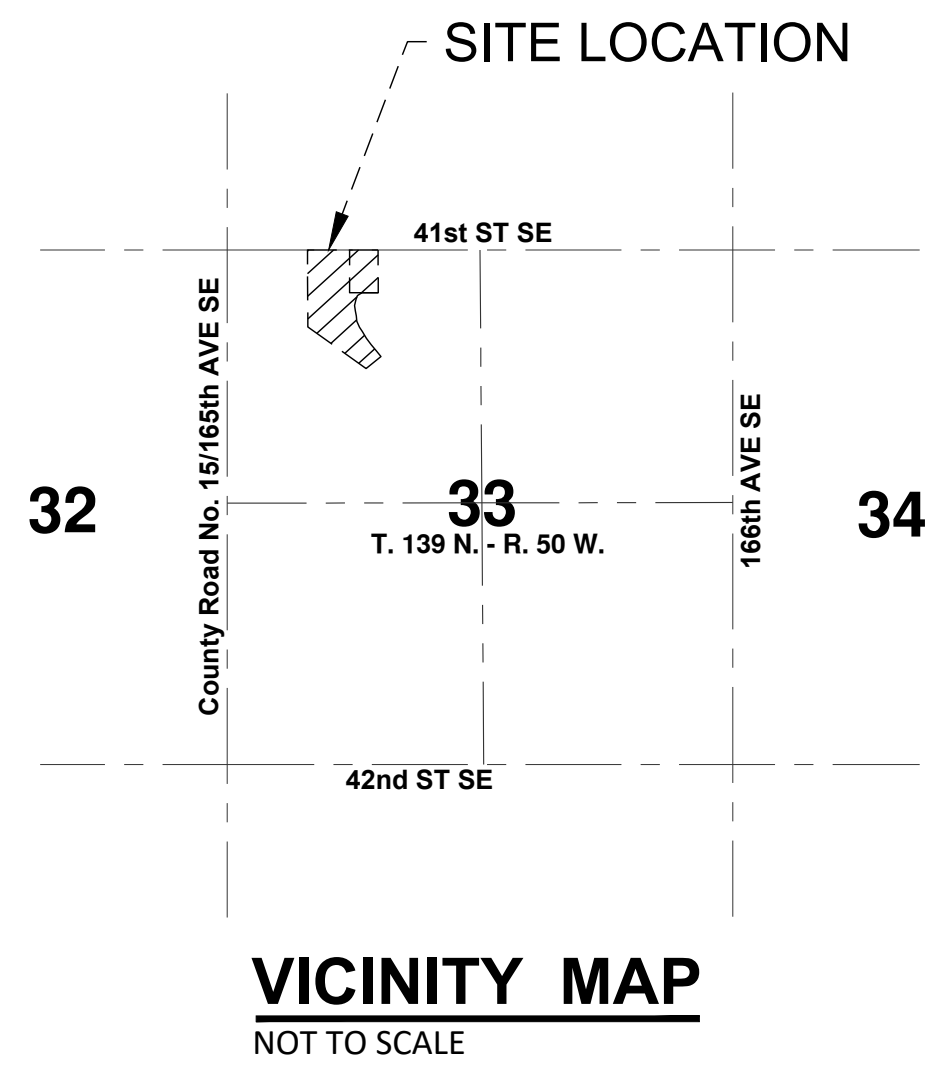 SITE LOCATION
41st ST SE
County Road No. 15/165th AVE SE
166th AVE SE
32
33
34
T. 139 N. - R. 50 W.
42nd ST SE
VICINITY MAP
NOT TO SCALE